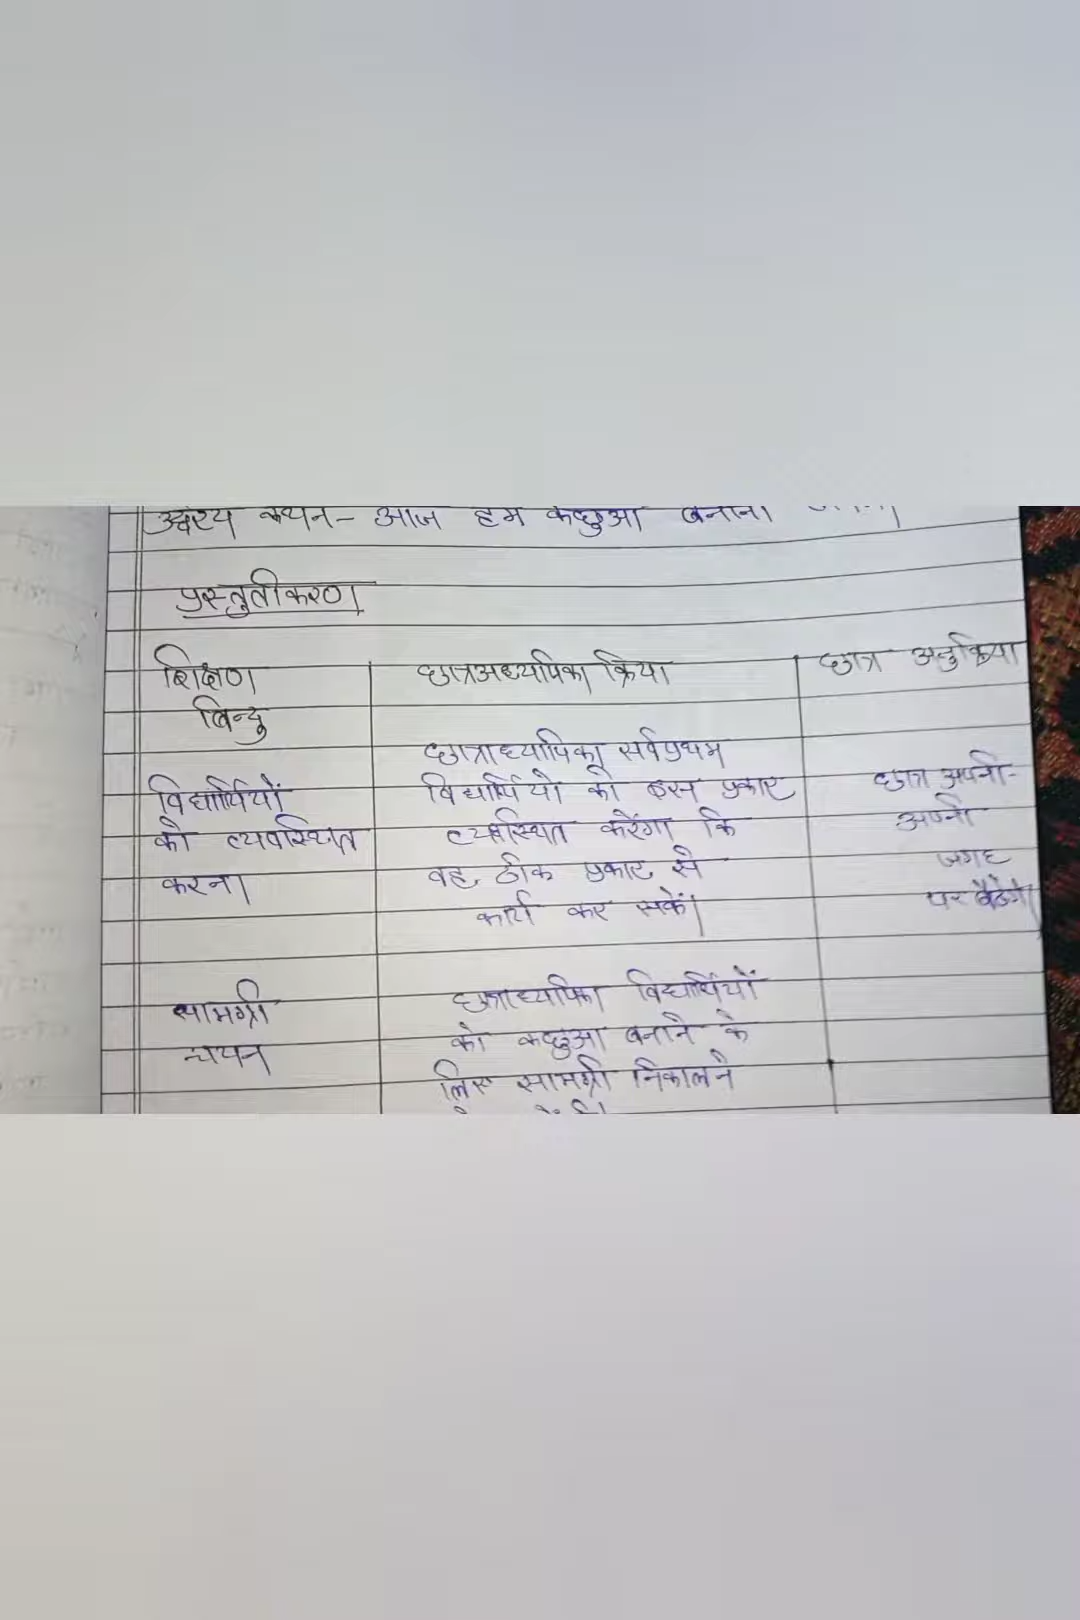 उद्देश्य कथन - आज हम कछुआ बनाना
प्रस्तुतीकरण
शिक्षण | छात्रअध्यापिका क्रिया | छात्र अनुक्रिया
बिन्दु
छात्राध्यापिका सर्वप्रथम
विद्यार्थियों | विद्यार्थियो को इस प्रकार | छात्र अपनी-
को व्यवस्थित | व्यवस्थित करेंगा कि | अपनी
करना | वह ठीक प्रकार से | जगह
कार्य कर सकें। | पर बैठेंगे।
सामग्री | छात्राध्यापिका विद्यार्थियों
चयन | को कछुआ बनाने के
लिए सामग्री निकालने